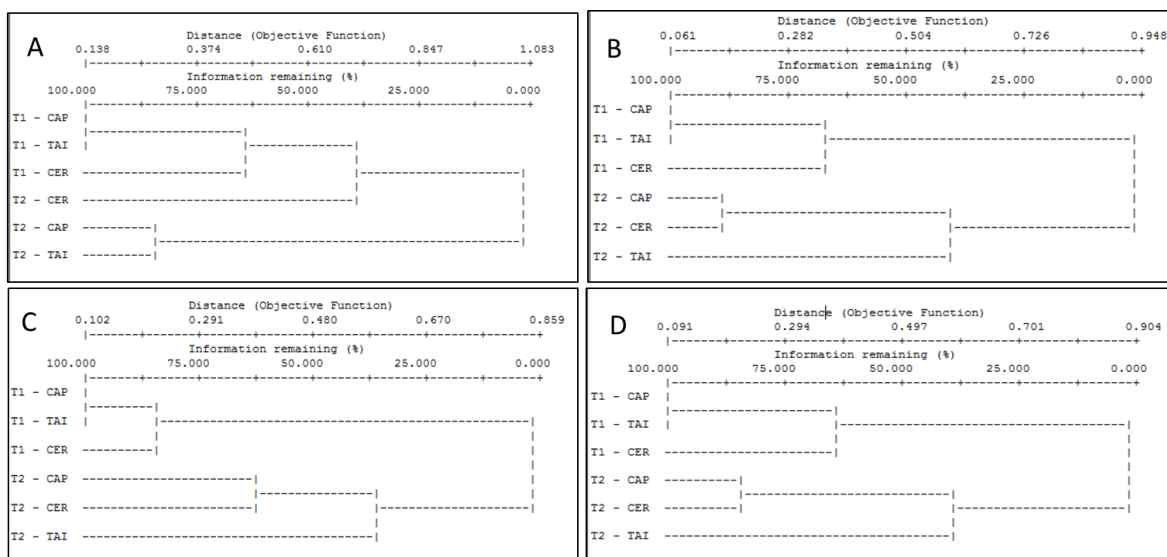 A
Distance (Objective Function)
0.138 0.374 0.610 0.847 1.083
Information remaining (%)
100.000 75.000 50.000 25.000 0.000
T1 - CAP
T1 - TAI
T1 - CER
T2 - CER
T2 - CAP
T2 - TAI
B
Distance (Objective Function)
0.061 0.282 0.504 0.726 0.948
Information remaining (%)
100.000 75.000 50.000 25.000 0.000
T1 - CAP
T1 - TAI
T1 - CER
T2 - CAP
T2 - CER
T2 - TAI
C
Distance (Objective Function)
0.102 0.291 0.480 0.670 0.859
Information remaining (%)
100.000 75.000 50.000 25.000 0.000
T1 - CAP
T1 - TAI
T1 - CER
T2 - CAP
T2 - CER
T2 - TAI
D
Distance (Objective Function)
0.091 0.294 0.497 0.701 0.904
Information remaining (%)
100.000 75.000 50.000 25.000 0.000
T1 - CAP
T1 - TAI
T1 - CER
T2 - CAP
T2 - CER
T2 - TAI